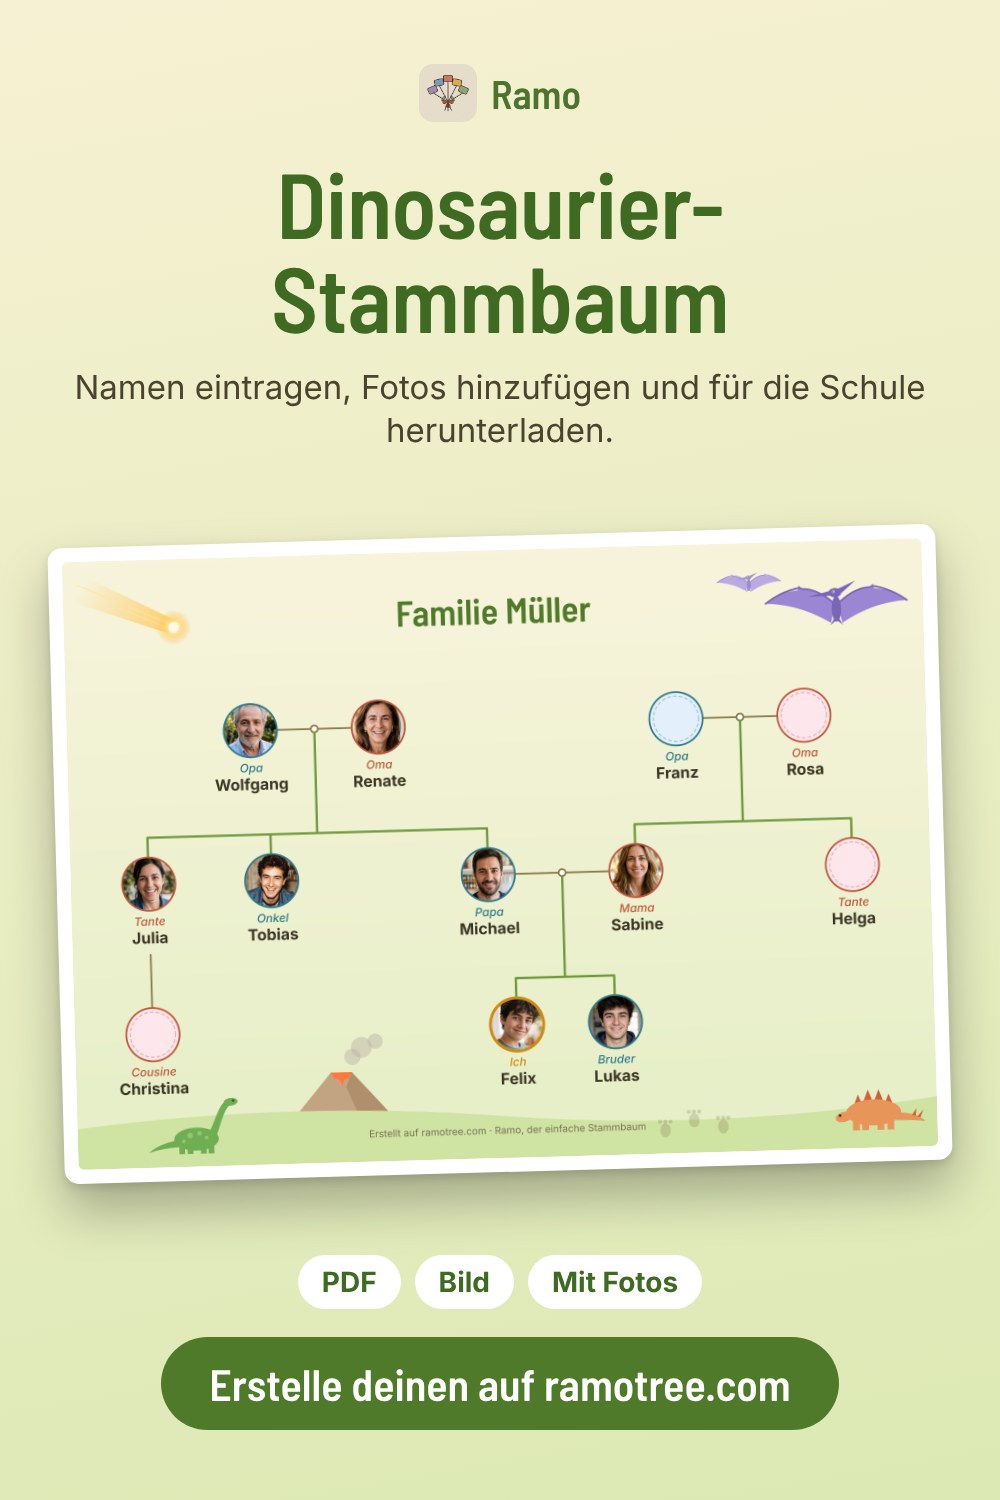 Ramo
Dinosaurier-
Stammbaum
Namen eintragen, Fotos hinzufügen und für die Schule
herunterladen.
Familie Müller
Opa
Wolfgang
Oma
Renate
Opa
Franz
Oma
Rosa
Tante
Julia
Onkel
Tobias
Papa
Michael
Mama
Sabine
Tante
Helga
Cousine
Christina
Ich
Felix
Bruder
Lukas
Erstellt auf ramotree.com · Ramo, der einfache Stammbaum
PDF
Bild
Mit Fotos
Erstelle deinen auf ramotree.com